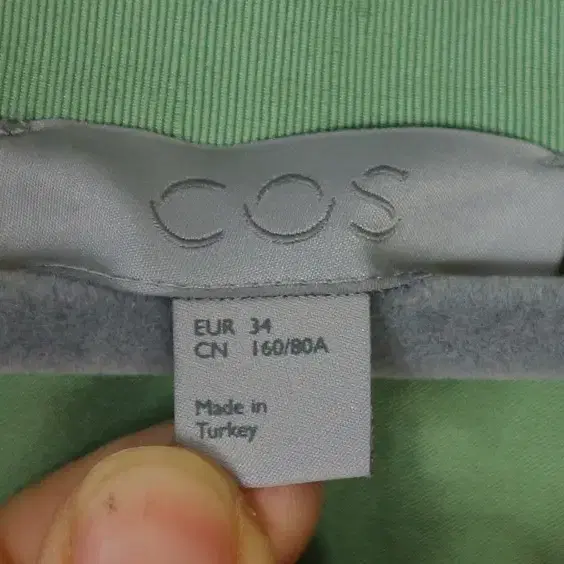 COS
EUR 34
CN 160/80A
Made in
Turkey